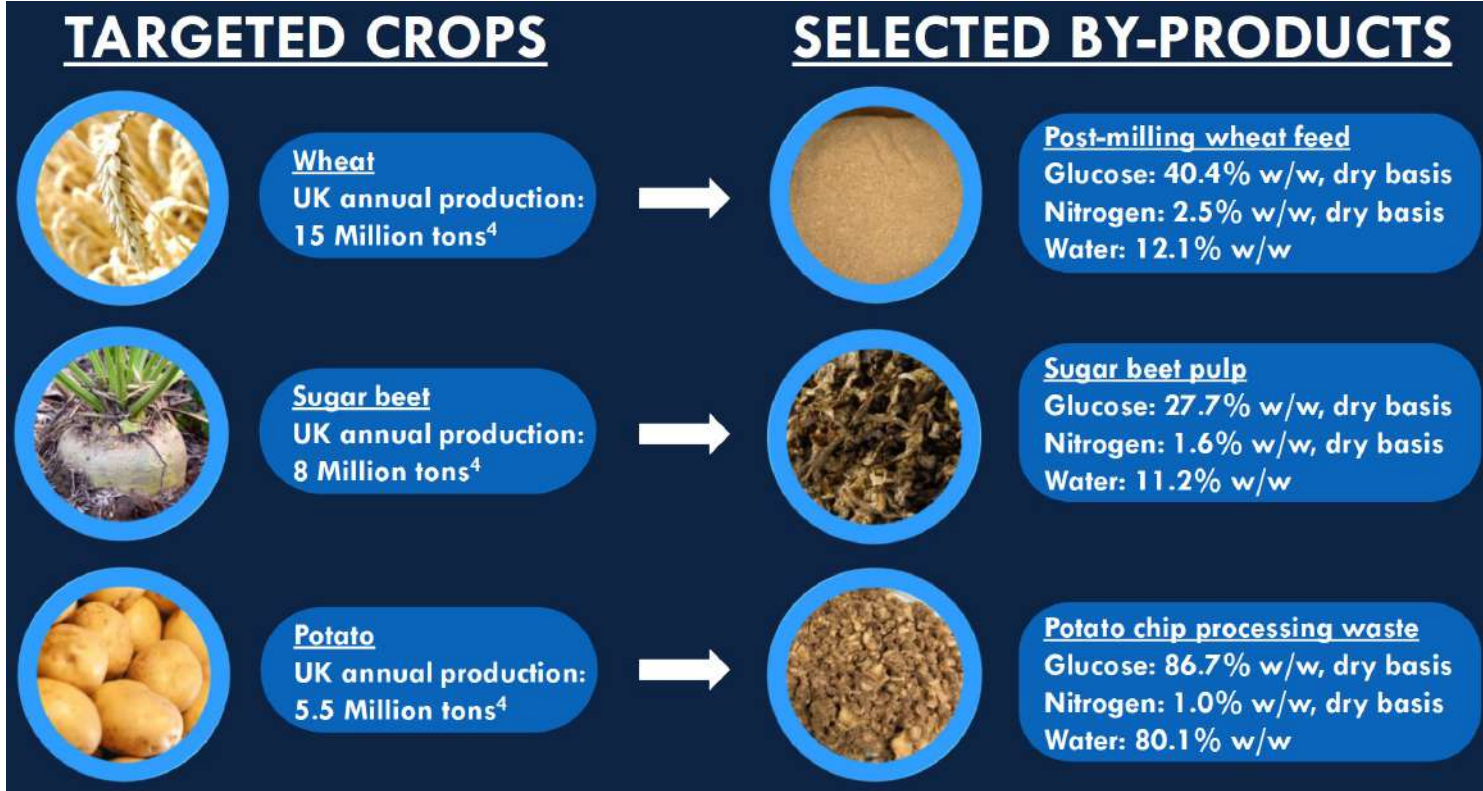 TARGETED CROPS
SELECTED BY-PRODUCTS
Wheat
UK annual production:
15 Million tons⁴
Post-milling wheat feed
Glucose: 40.4% w/w, dry basis
Nitrogen: 2.5% w/w, dry basis
Water: 12.1% w/w
Sugar beet
UK annual production:
8 Million tons⁴
Sugar beet pulp
Glucose: 27.7% w/w, dry basis
Nitrogen: 1.6% w/w, dry basis
Water: 11.2% w/w
Potato
UK annual production:
5.5 Million tons⁴
Potato chip processing waste
Glucose: 86.7% w/w, dry basis
Nitrogen: 1.0% w/w, dry basis
Water: 80.1% w/w